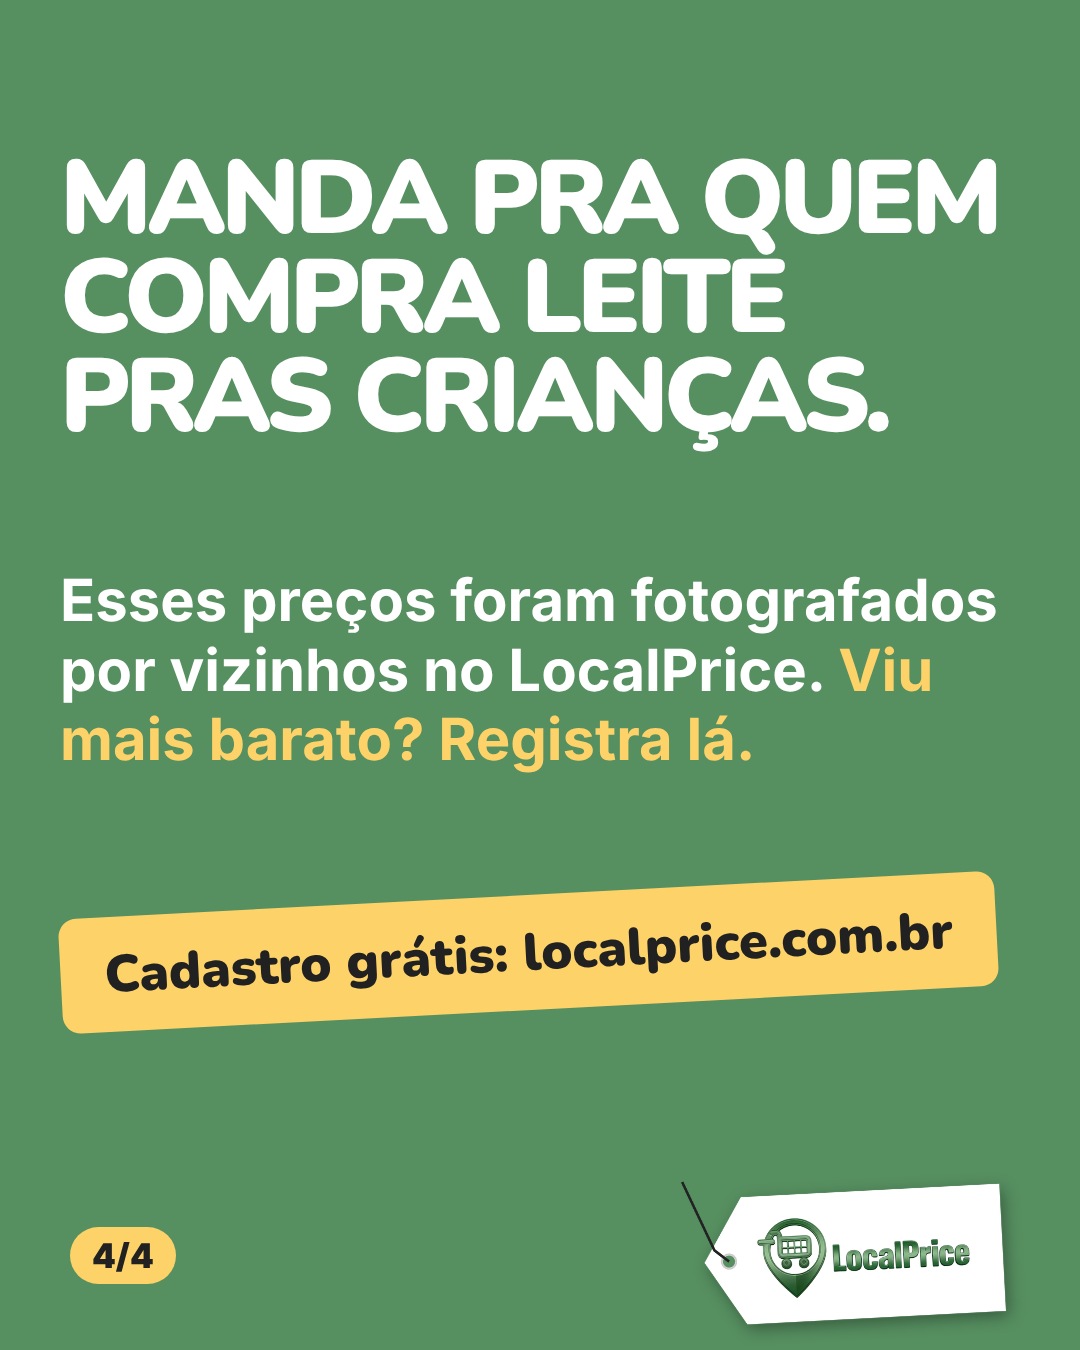 MANDA PRA QUEM
COMPRA LEITE
PRAS CRIANÇAS.
Esses preços foram fotografados
por vizinhos no LocalPrice. Viu
mais barato? Registra lá.
Cadastro grátis: localprice.com.br
4/4
LocalPrice